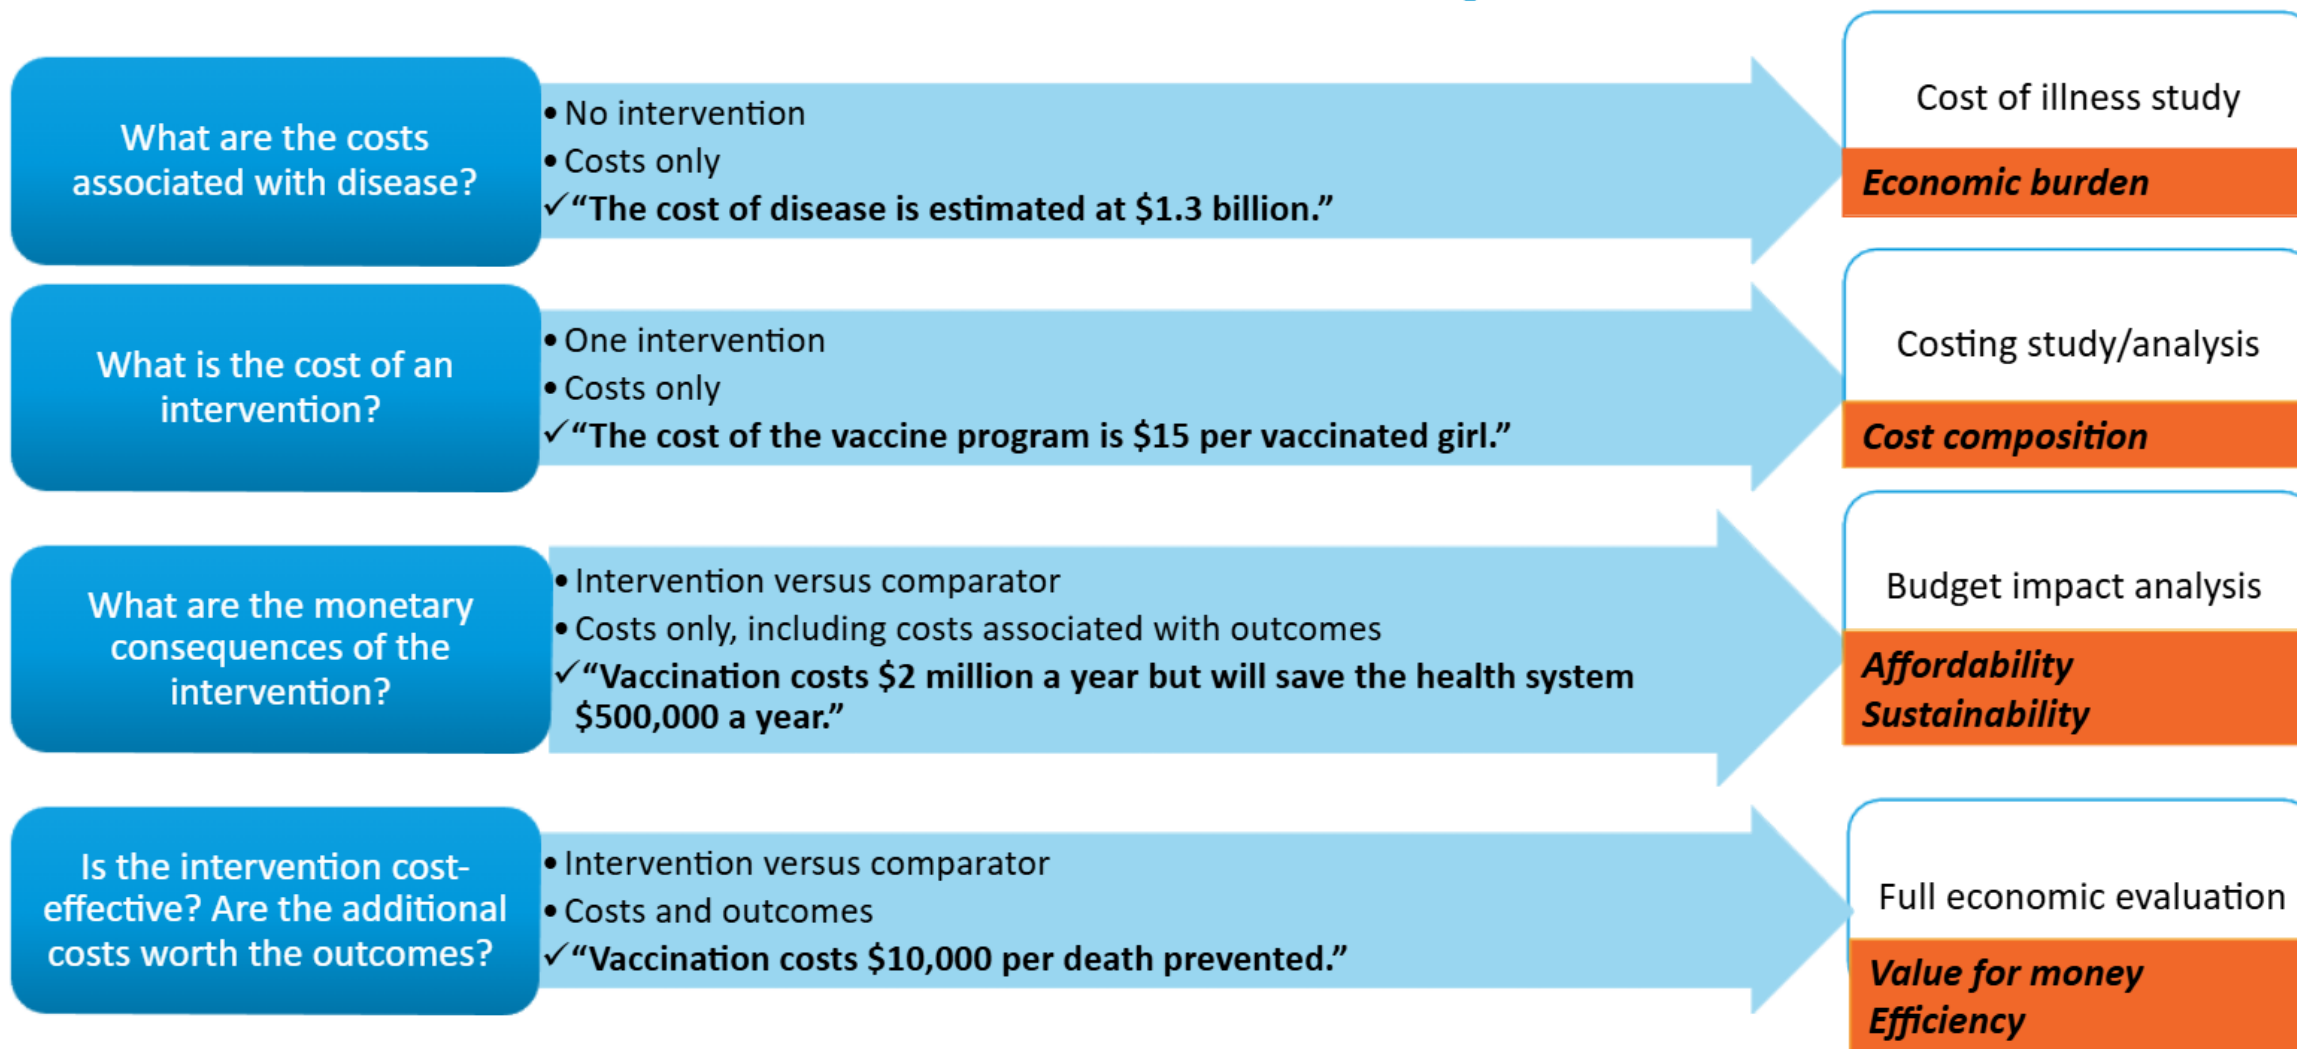 What are the costs
associated with disease?
• No intervention
• Costs only
✓ “The cost of disease is estimated at $1.3 billion.”
Cost of illness study
Economic burden
What is the cost of an
intervention?
• One intervention
• Costs only
✓ “The cost of the vaccine program is $15 per vaccinated girl.”
Costing study/analysis
Cost composition
What are the monetary
consequences of the
intervention?
• Intervention versus comparator
• Costs only, including costs associated with outcomes
✓ “Vaccination costs $2 million a year but will save the health system
$500,000 a year.”
Budget impact analysis
Affordability
Sustainability
Is the intervention cost-
effective? Are the additional
costs worth the outcomes?
• Intervention versus comparator
• Costs and outcomes
✓ “Vaccination costs $10,000 per death prevented.”
Full economic evaluation
Value for money
Efficiency